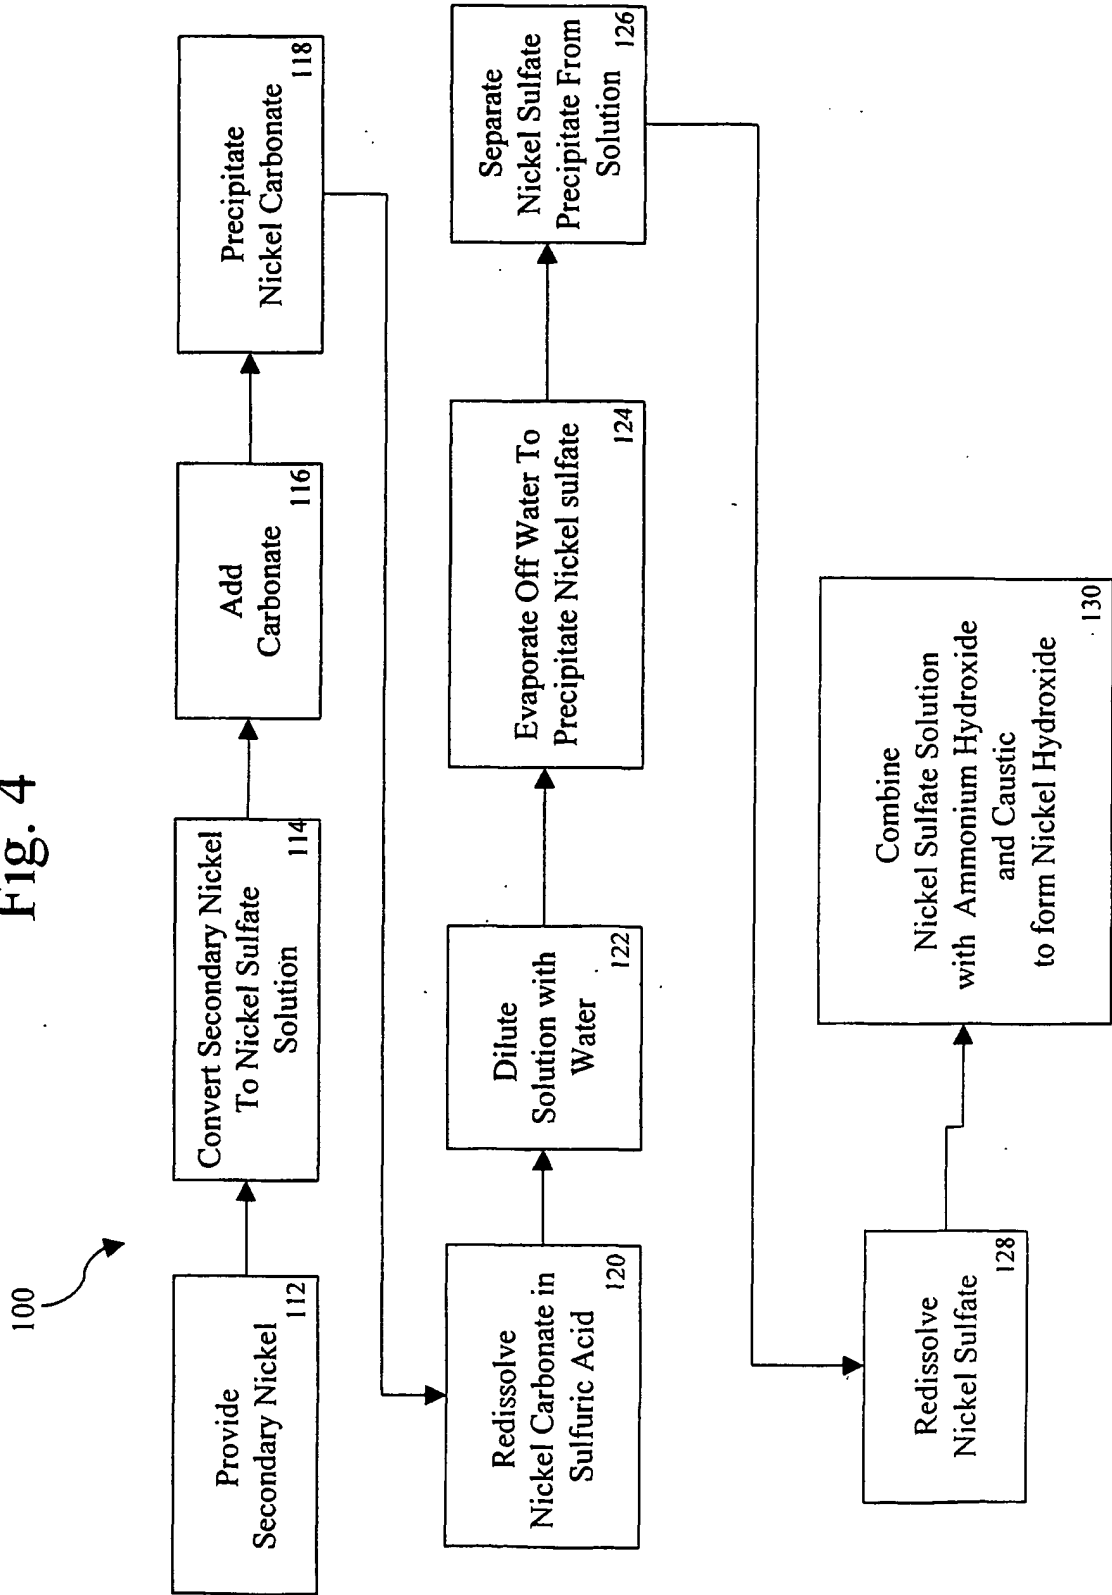 Fig. 4
100
Provide
Secondary Nickel
112
Convert Secondary Nickel
To Nickel Sulfate
Solution
114
Add
Carbonate
116
Precipitate
Nickel Carbonate
118
Redissolve
Nickel Carbonate in
Sulfuric Acid
120
Dilute
Solution with
Water
122
Evaporate Off Water To
Precipitate Nickel sulfate
124
Separate
Nickel Sulfate
Precipitate From
Solution
126
Redissolve
Nickel Sulfate
128
Combine
Nickel Sulfate Solution
with Ammonium Hydroxide
and Caustic
to form Nickel Hydroxide
130